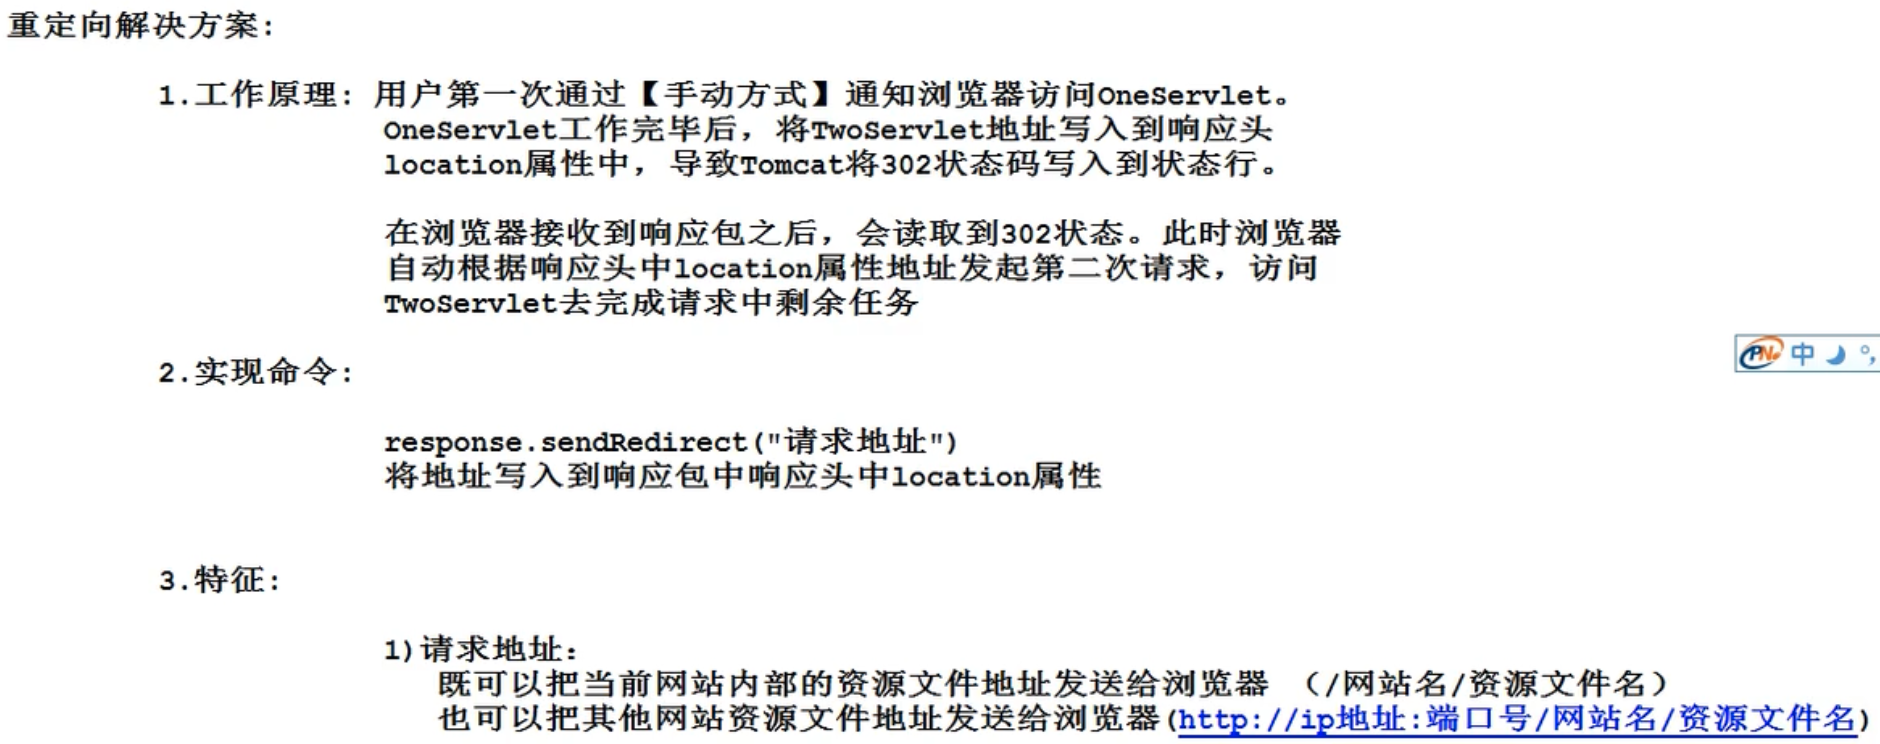 重定向解决方案:
1.工作原理: 用户第一次通过【手动方式】通知浏览器访问OneServlet。
OneServlet工作完毕后，将TwoServlet地址写入到响应头
location属性中，导致Tomcat将302状态码写入到状态行。
在浏览器接收到响应包之后，会读取到302状态。此时浏览器
自动根据响应头中location属性地址发起第二次请求，访问
TwoServlet去完成请求中剩余任务
中
2.实现命令:
response.sendRedirect("请求地址")
将地址写入到响应包中响应头中location属性
3.特征:
1)请求地址:
既可以把当前网站内部的资源文件地址发送给浏览器 （/网站名/资源文件名）
也可以把其他网站资源文件地址发送给浏览器(http://ip地址:端口号/网站名/资源文件名)